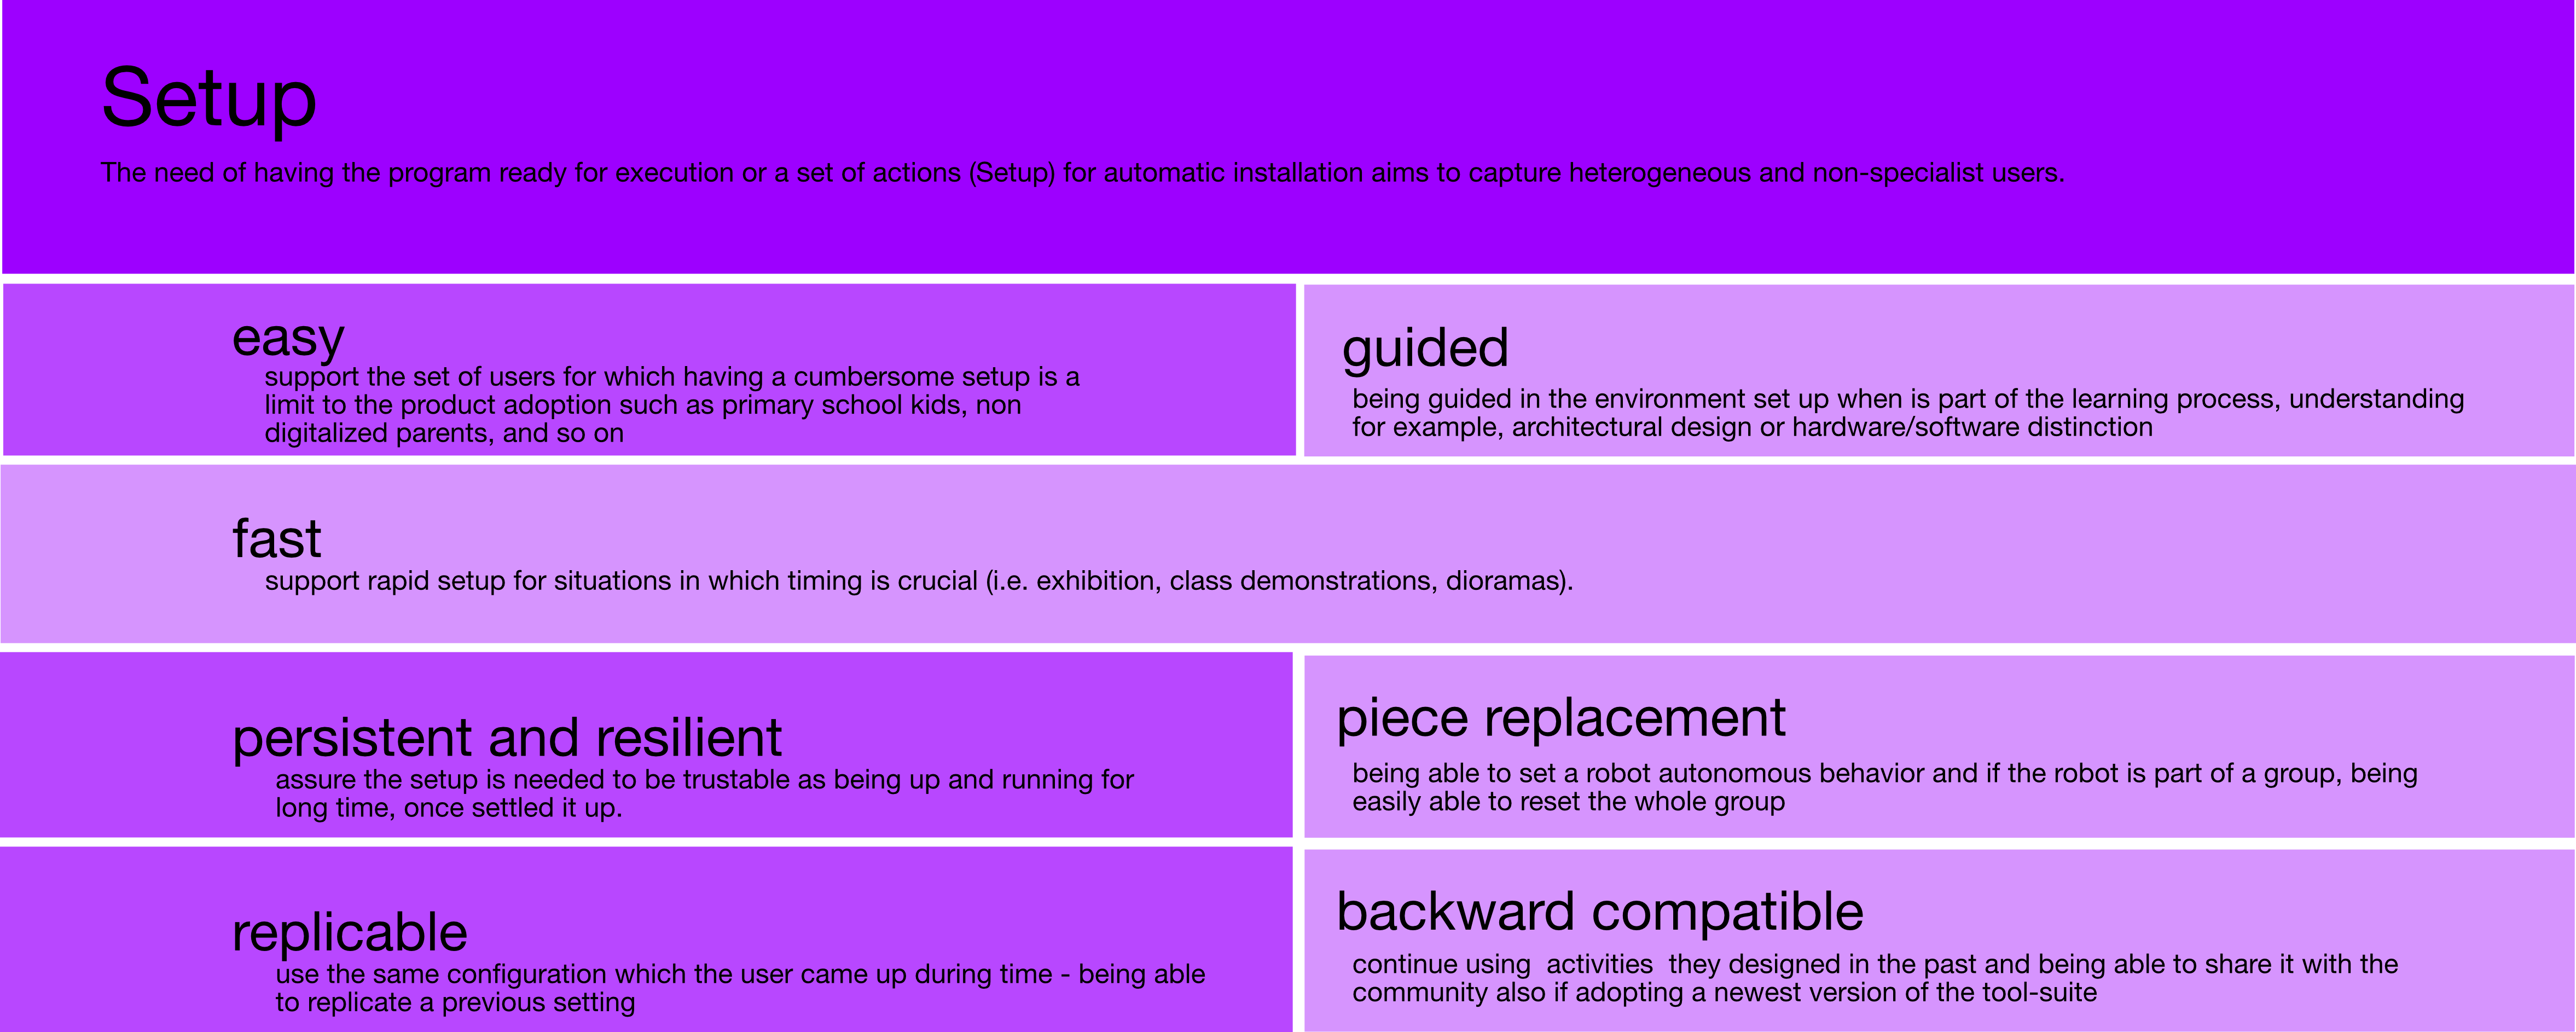 Setup
The need of having the program ready for execution or a set of actions (Setup) for automatic installation aims to capture heterogeneous and non-specialist users.
easy
support the set of users for which having a cumbersome setup is a
limit to the product adoption such as primary school kids, non
digitalized parents, and so on
guided
being guided in the environment set up when is part of the learning process, understanding
for example, architectural design or hardware/software distinction
fast
support rapid setup for situations in which timing is crucial (i.e. exhibition, class demonstrations, dioramas).
persistent and resilient
assure the setup is needed to be trustable as being up and running for
long time, once settled it up.
piece replacement
being able to set a robot autonomous behavior and if the robot is part of a group, being
easily able to reset the whole group
replicable
use the same configuration which the user came up during time - being able
to replicate a previous setting
backward compatible
continue using  activities  they designed in the past and being able to share it with the
community also if adopting a newest version of the tool-suite